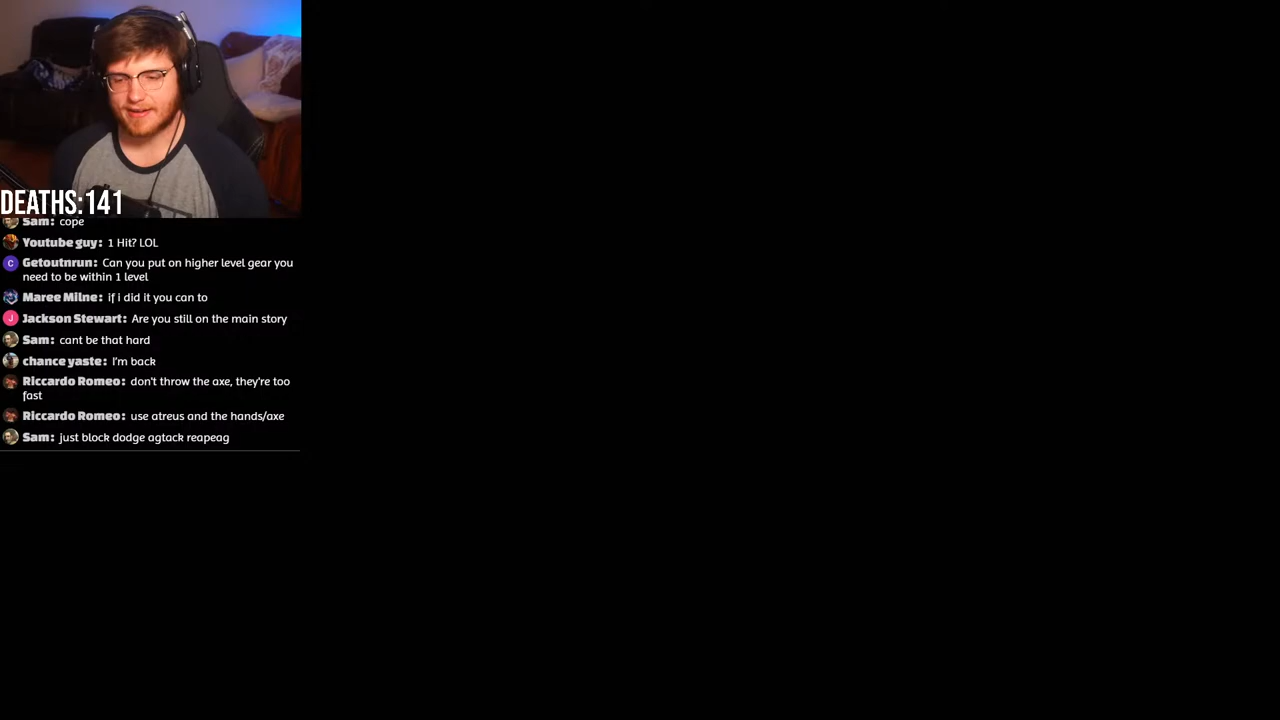 DEATHS:141
Sam: cope
Youtube guy: 1 Hit? LOL
C
Getoutnrun: Can you put on higher level gear you
need to be within 1 level
Maree Milne: if i did it you can to
J
Jackson Stewart: Are you still on the main story
Sam: cant be that hard
chance yaste: I'm back
Riccardo Romeo: don't throw the axe, they're too
fast
Riccardo Romeo: use atreus and the hands/axe
Sam: just block dodge agtack reapeag